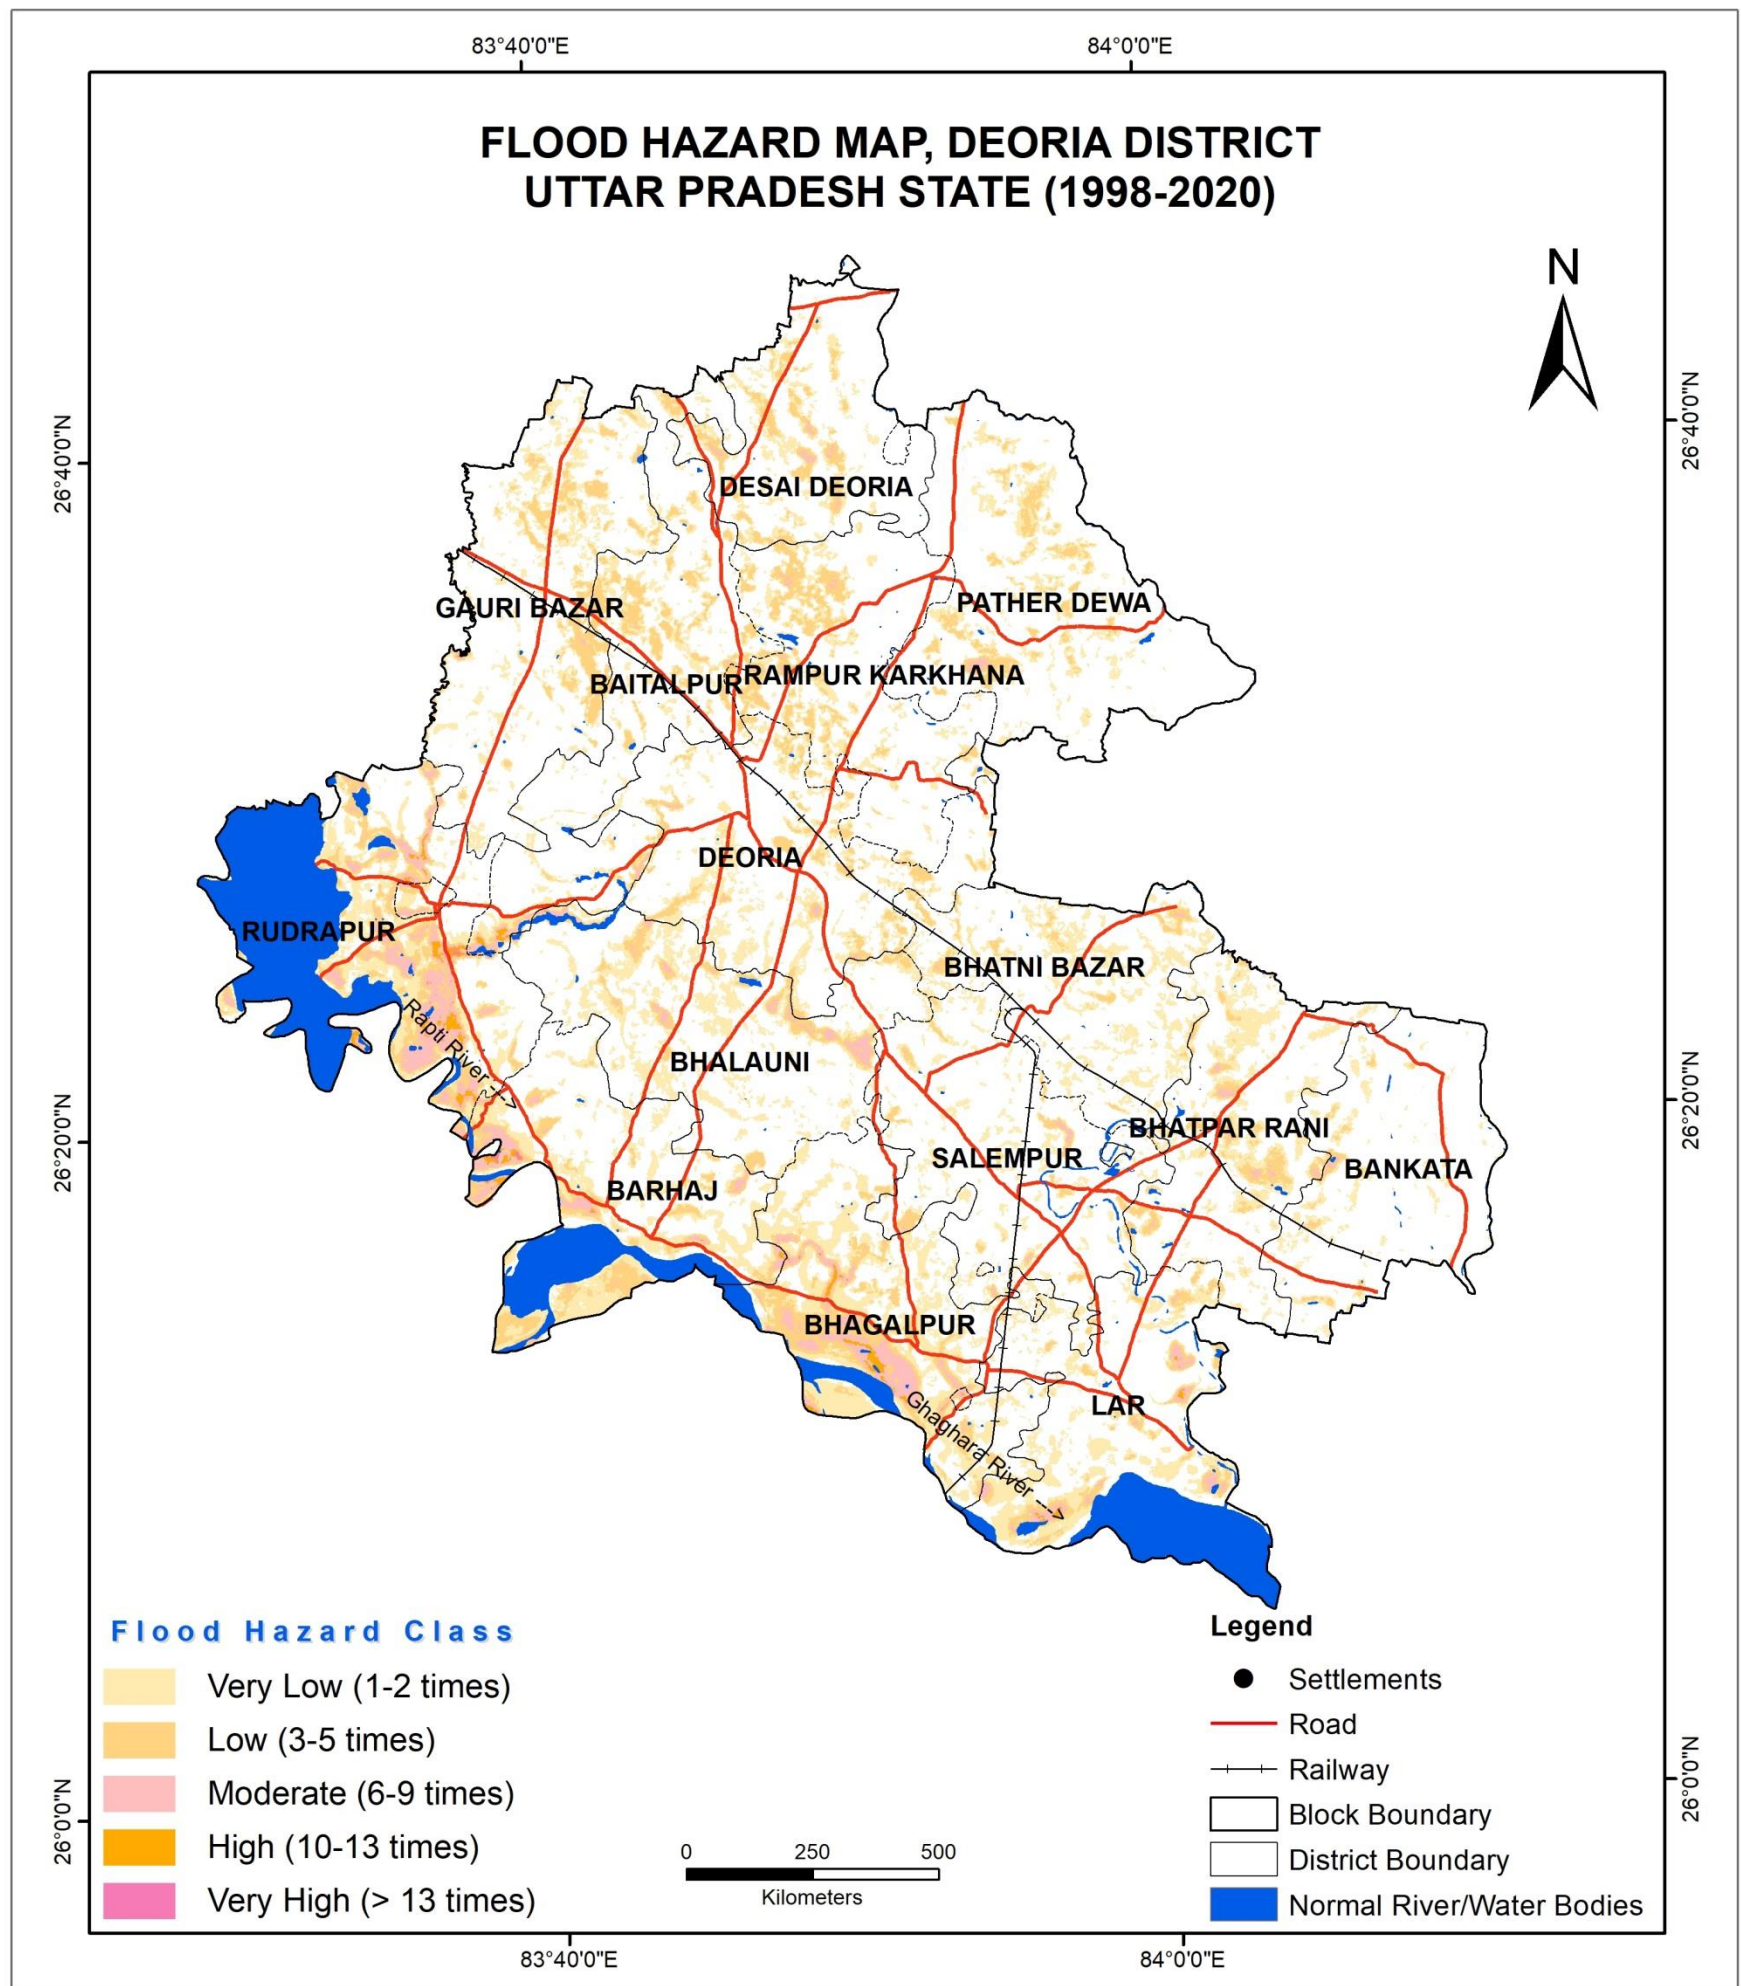 83°40'0"E
84°0'0"E
FLOOD HAZARD MAP, DEORIA DISTRICT
UTTAR PRADESH STATE (1998-2020)
N
26°40'0"N
26°40'0"N
DESAI DEORIA
GAURI BAZAR
PATHER DEWA
BAITALPUR
RAMPUR KARKHANA
DEORIA
RUDRAPUR
BHATNI BAZAR
Rapti River
BHALAUNI
26°20'0"N
26°20'0"N
BHATPAR RANI
SALEMPUR
BANKATA
BARHAJ
BHAGALPUR
LAR
Ghaghara River
Flood Hazard Class
Very Low (1-2 times)
Low (3-5 times)
Moderate (6-9 times)
High (10-13 times)
Very High (> 13 times)
0 250 500
Kilometers
Legend
Settlements
Road
Railway
Block Boundary
District Boundary
Normal River/Water Bodies
26°0'0"N
26°0'0"N
83°40'0"E
84°0'0"E